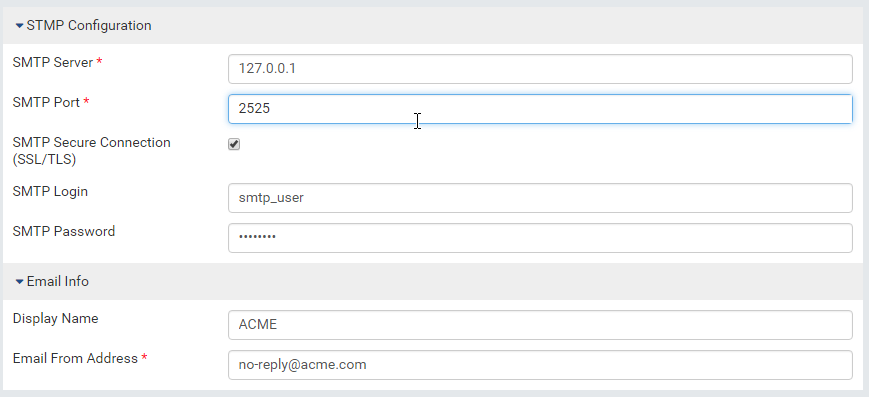 STMP Configuration
SMTP Server *
127.0.0.1
SMTP Port *
2525
SMTP Secure Connection
(SSL/TLS)
SMTP Login
smtp_user
SMTP Password
••••••••
Email Info
Display Name
ACME
Email From Address *
no-reply@acme.com